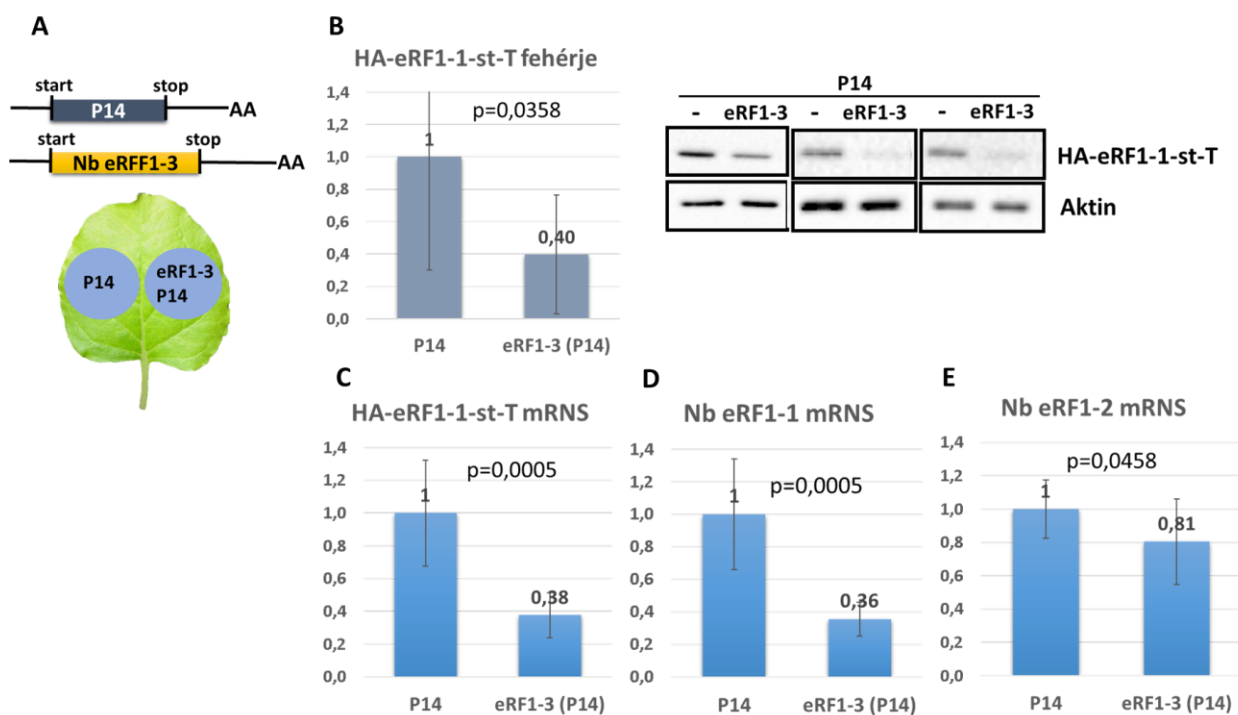 A
start stop
P14
AA
start stop
Nb eRFF1-3
AA
P14
eRF1-3
P14
B
HA-eRF1-1-st-T fehérje
1,4
1,2
1,0
0,8
0,6
0,4
0,2
0,0
p=0,0358
1
0,40
P14 eRF1-3 (P14)
P14
- eRF1-3 - eRF1-3 - eRF1-3
HA-eRF1-1-st-T
Aktin
C
HA-eRF1-1-st-T mRNS
1,4
1,2
1,0
0,8
0,6
0,4
0,2
0,0
p=0,0005
1
0,38
P14 eRF1-3 (P14)
D
Nb eRF1-1 mRNS
1,4
1,2
1,0
0,8
0,6
0,4
0,2
0,0
p=0,0005
1
0,36
P14 eRF1-3 (P14)
E
Nb eRF1-2 mRNS
1,4
1,2
1,0
0,8
0,6
0,4
0,2
0,0
p=0,0458
1
0,81
P14 eRF1-3 (P14)